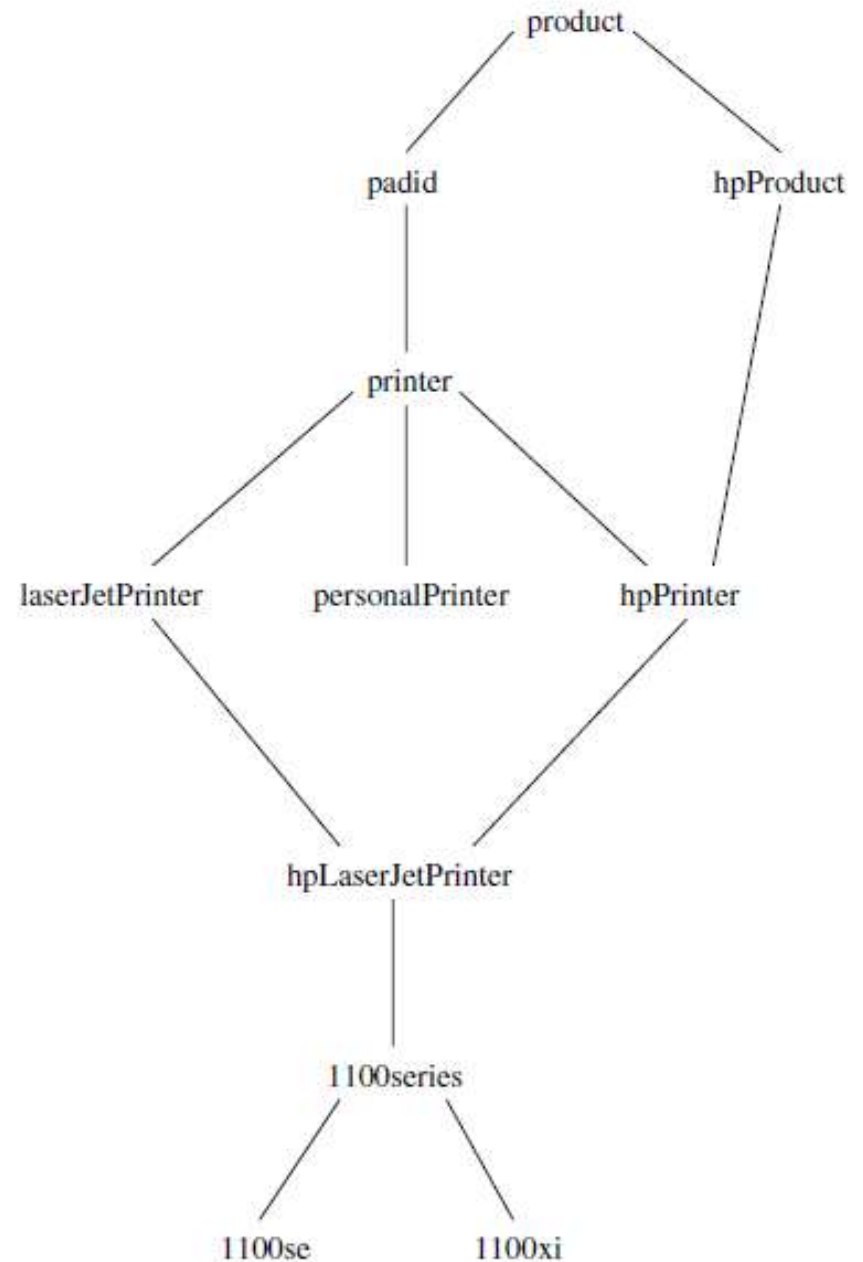 product
padid hpProduct
printer
laserJetPrinter personalPrinter hpPrinter
hpLaserJetPrinter
1100series
1100se 1100xi